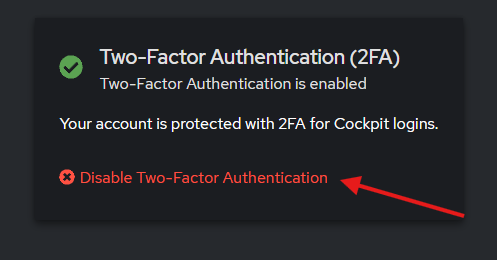 Two-Factor Authentication (2FA)
Two-Factor Authentication is enabled
Your account is protected with 2FA for Cockpit logins.
Disable Two-Factor Authentication